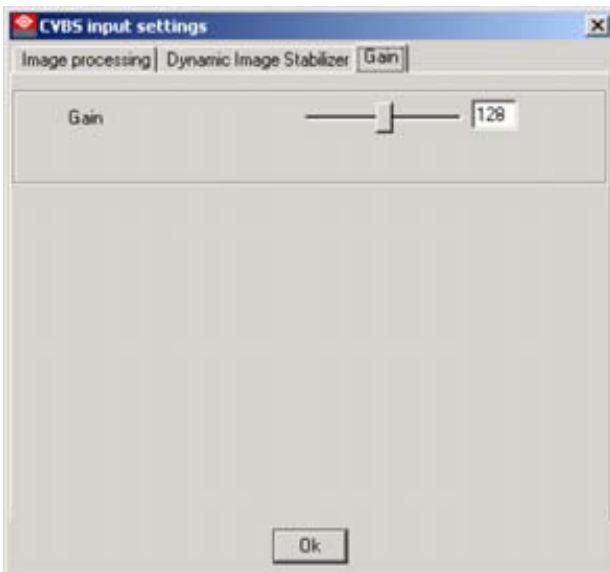 CVBS input settings
Image processing Dynamic Image Stabilizer Gain
Gain 128
Ok